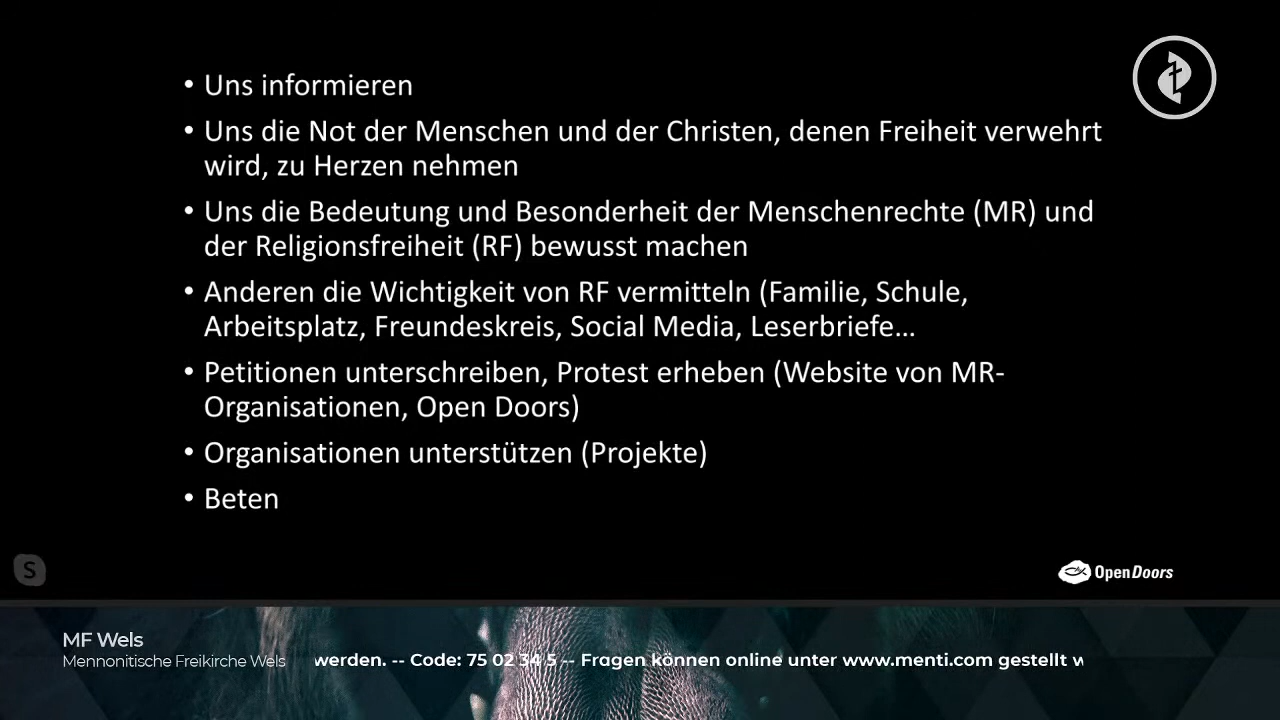 • Uns informieren
• Uns die Not der Menschen und der Christen, denen Freiheit verwehrt
wird, zu Herzen nehmen
• Uns die Bedeutung und Besonderheit der Menschenrechte (MR) und
der Religionsfreiheit (RF) bewusst machen
• Anderen die Wichtigkeit von RF vermitteln (Familie, Schule,
Arbeitsplatz, Freundeskreis, Social Media, Leserbriefe...
• Petitionen unterschreiben, Protest erheben (Website von MR-
Organisationen, Open Doors)
• Organisationen unterstützen (Projekte)
• Beten
S
OpenDoors
MF Wels
Mennonitische Freikirche Wels
werden. -- Code: 75 02 34 5 -- Fragen können online unter www.menti.com gestellt